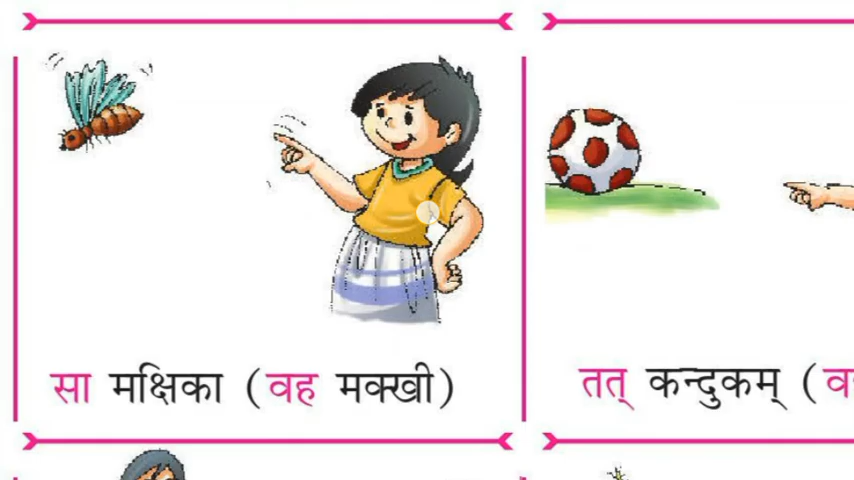 सा मक्षिका (वह मक्खी)
तत् कन्दुकम् (